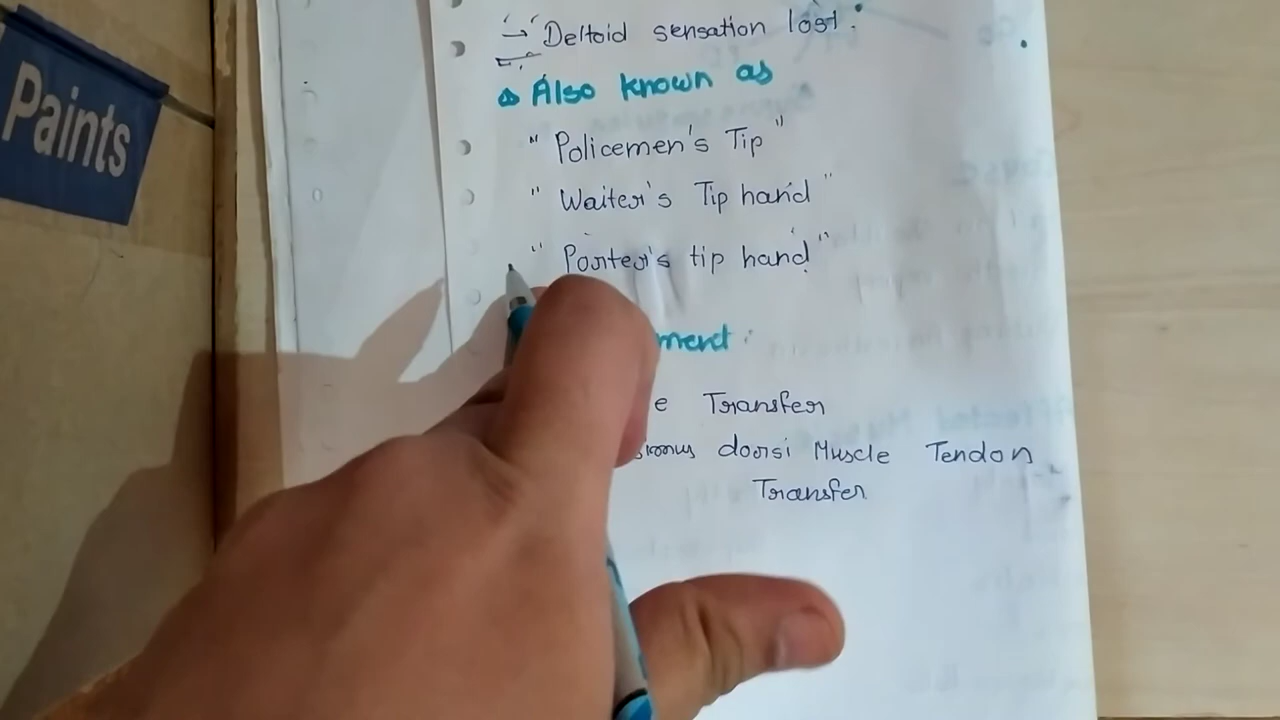 Paints
→ Deltoid sensation lost.
Also known as
"Policemen's Tip"
"Waiter's Tip hand"
"Porter's tip hand"
Transfer
dorsi Muscle Tendon
Transfer